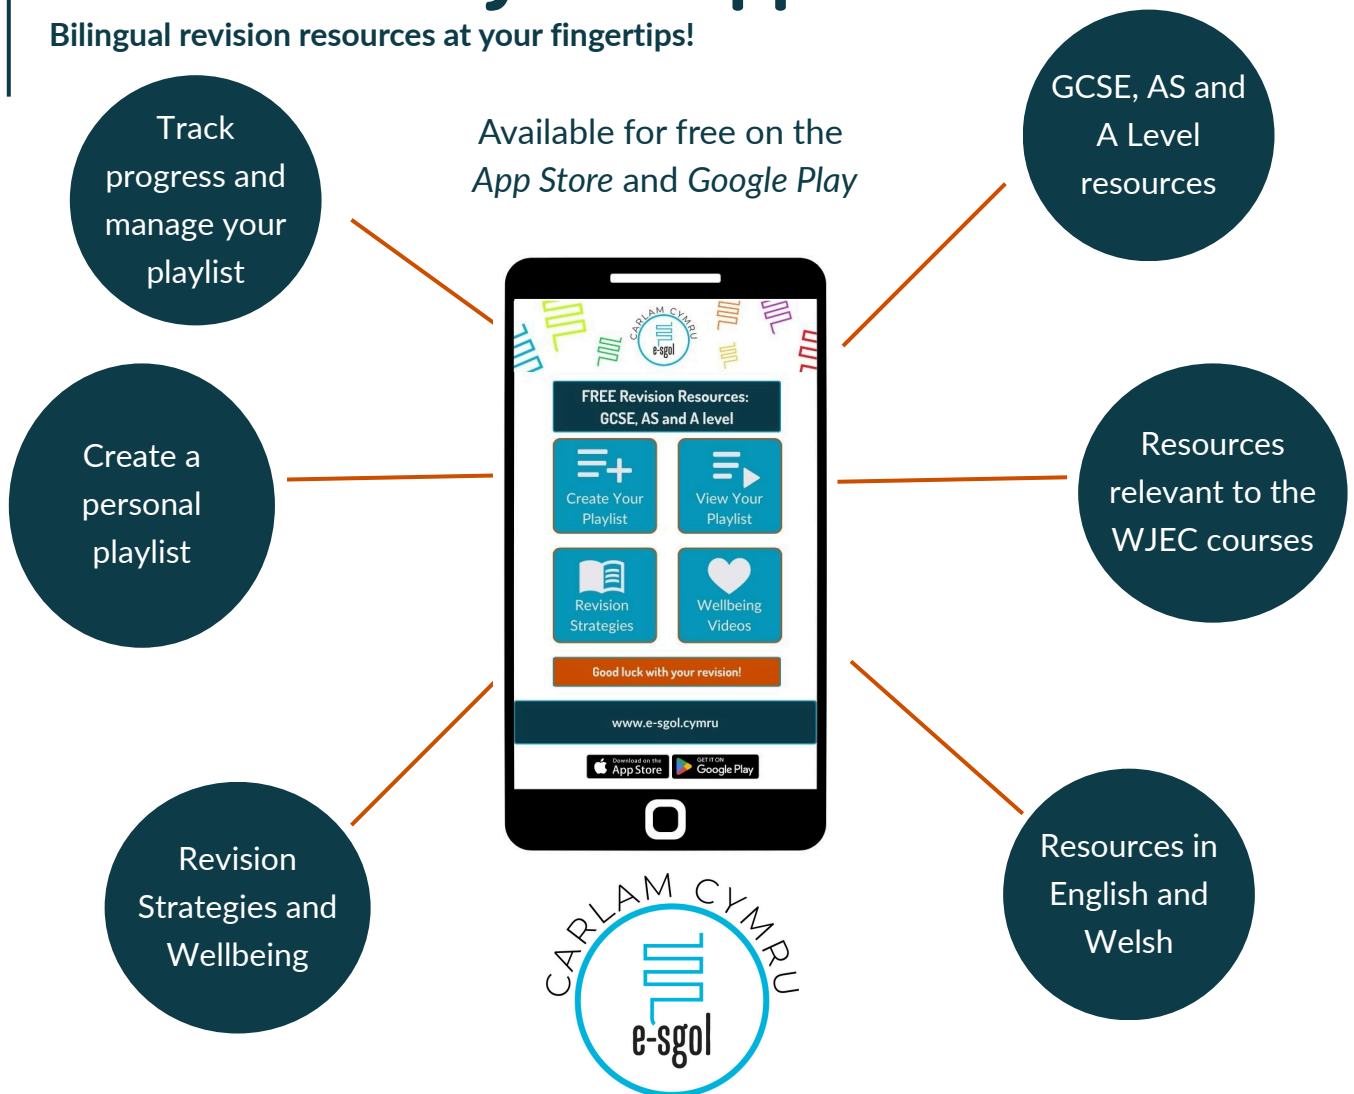 Bilingual revision resources at your fingertips!
Track
progress and
manage your
playlist
Available for free on the
App Store and Google Play
GCSE, AS and
A Level
resources
CARLAM CYMRU
e-sgol
FREE Revision Resources:
GCSE, AS and A level
Create Your
Playlist
View Your
Playlist
Revision
Strategies
Wellbeing
Videos
Good luck with your revision!
www.e-sgol.cymru
Download on the
App Store
GET IT ON
Google Play
Create a
personal
playlist
Resources
relevant to the
WJEC courses
Revision
Strategies and
Wellbeing
Resources in
English and
Welsh
CARLAM CYMRU
e-sgol